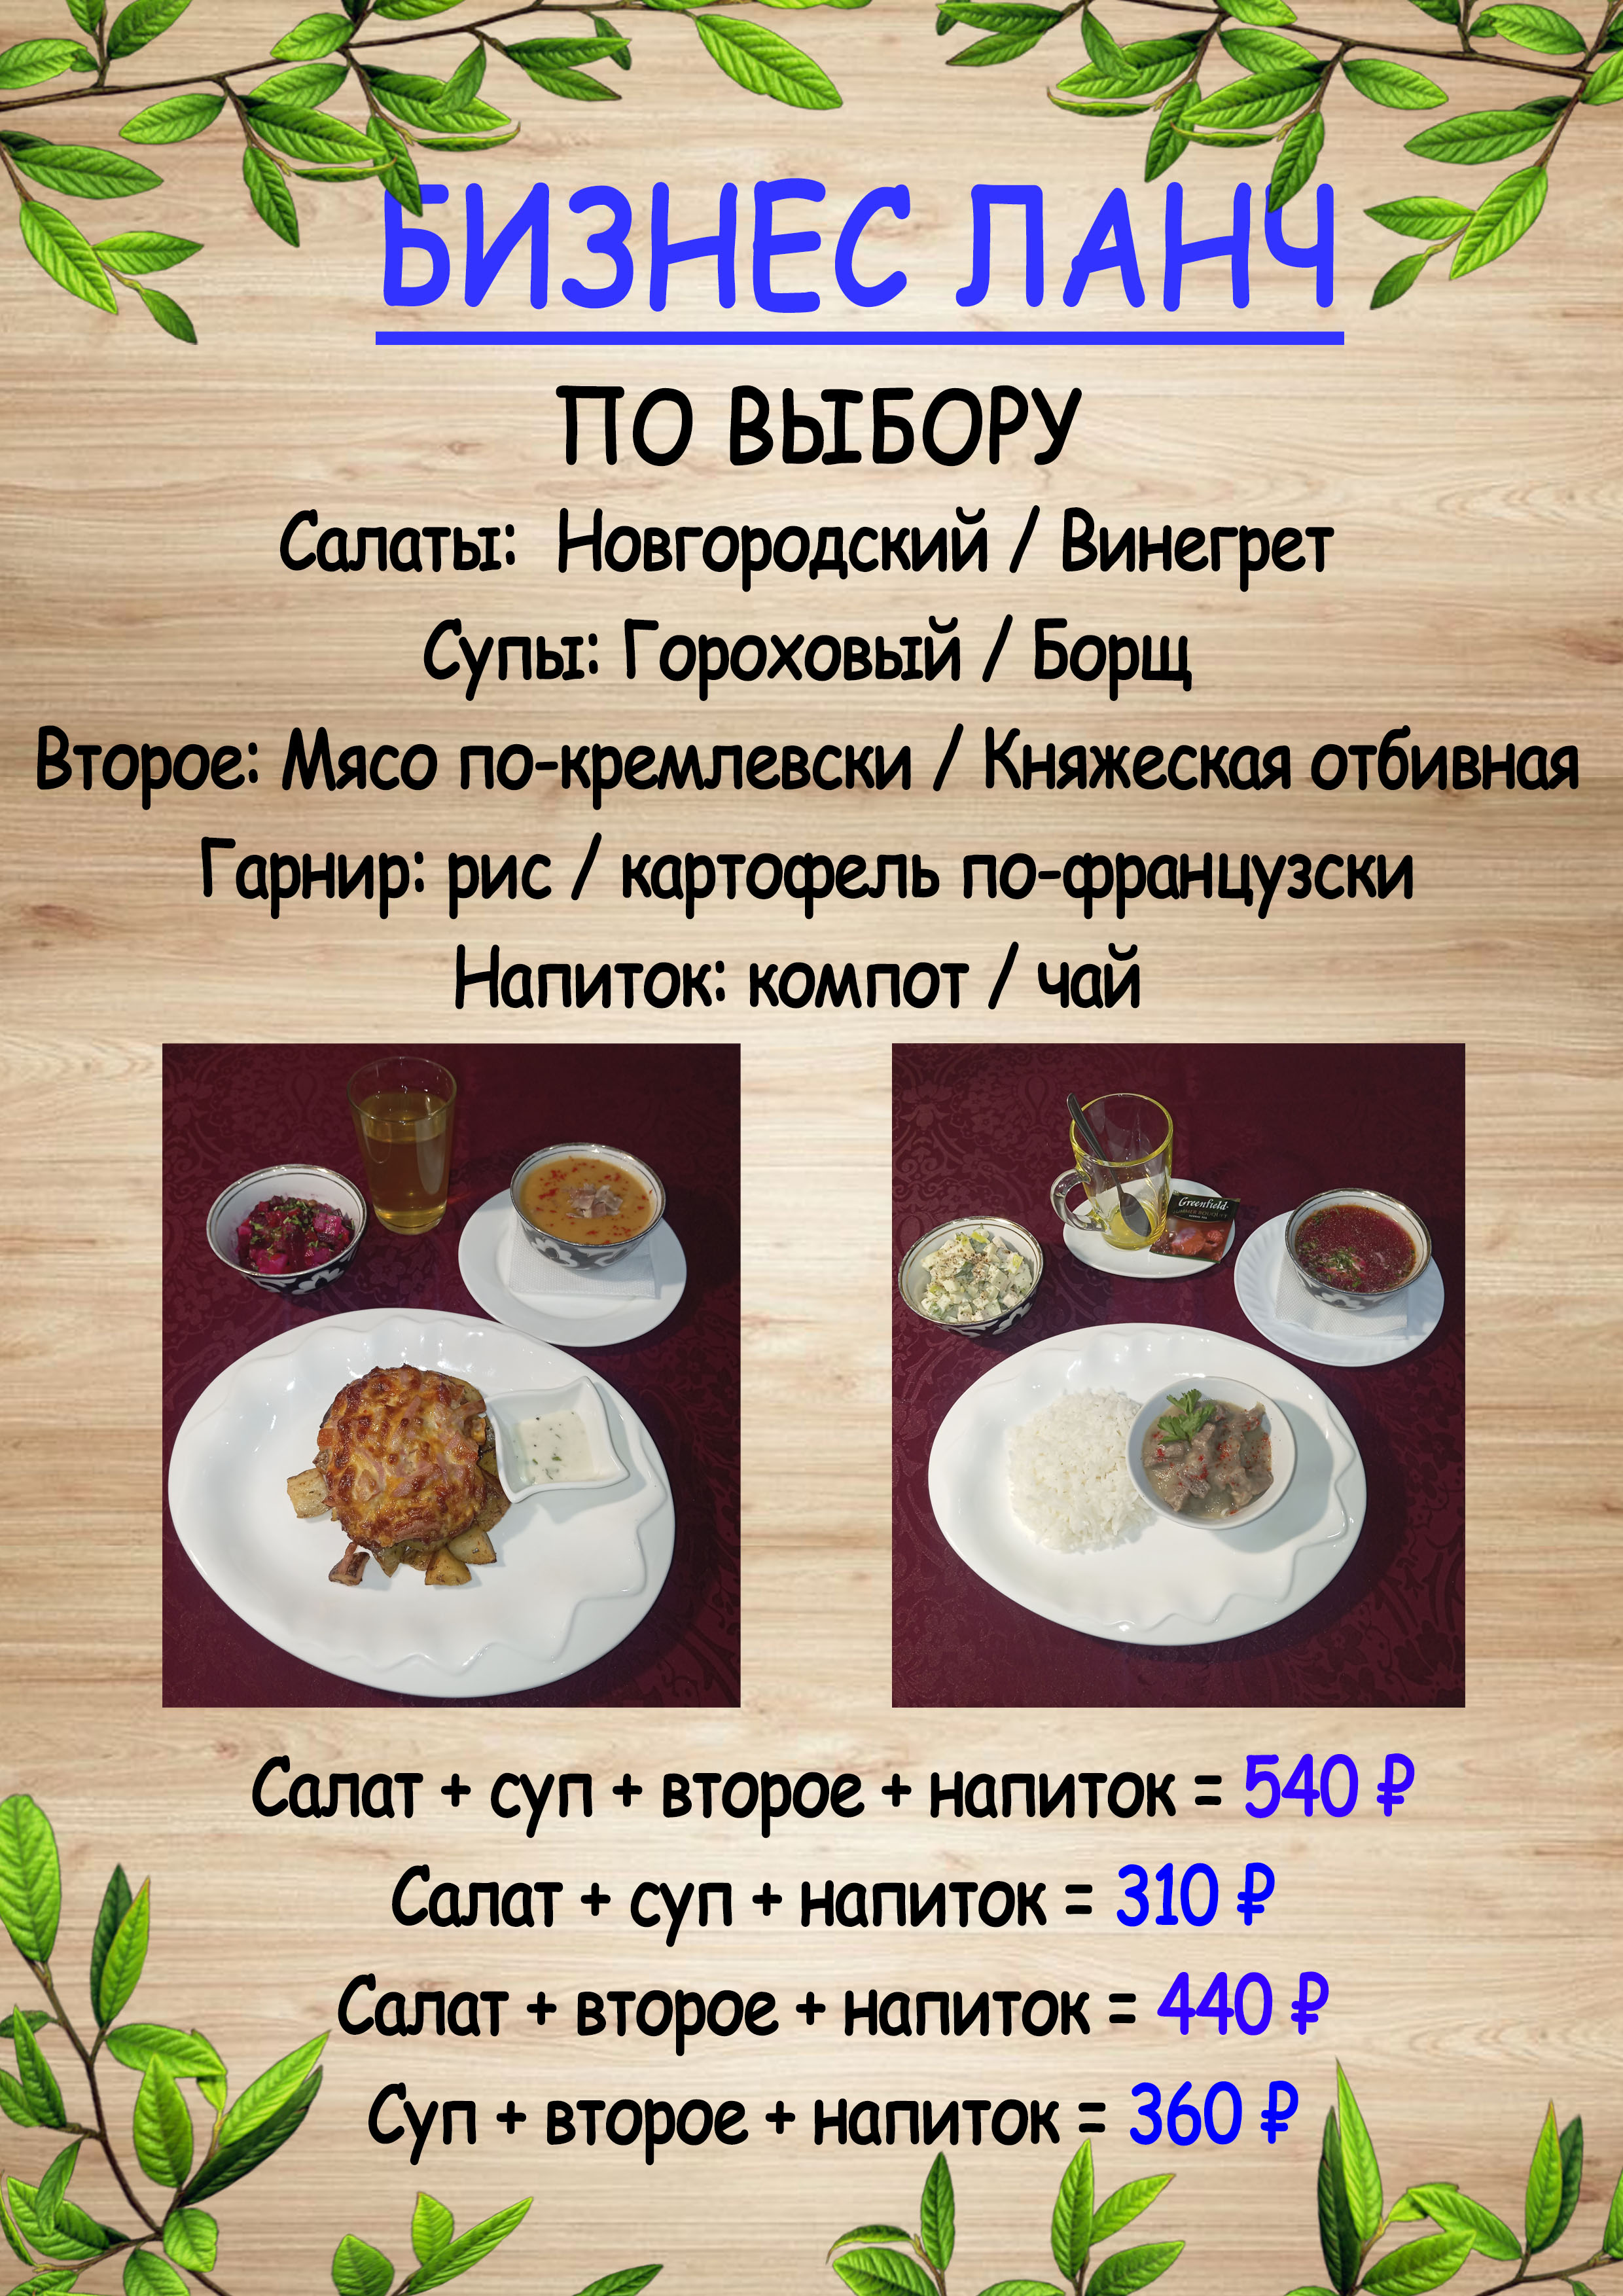 БИЗНЕС ЛАНЧ
ПО ВЫБОРУ
Салаты: Новгородский / Винегрет
Супы: Гороховый / Борщ
Второе: Мясо по-кремлевски / Княжеская отбивная
Гарнир: рис / картофель по-французски
Напиток: компот / чай
Greenfield
Салат + суп + второе + напиток = 540 ₽
Салат + суп + напиток = 310 ₽
Салат + второе + напиток = 440 ₽
Суп + второе + напиток = 360 ₽